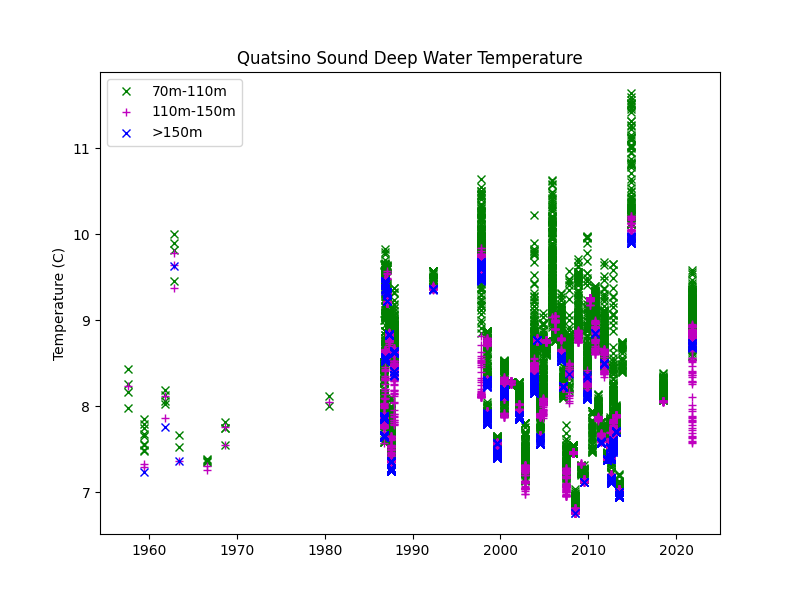 Quatsino Sound Deep Water Temperature
70m-110m
110m-150m
>150m
Temperature (C)
11
10
9
8
7
1960 1970 1980 1990 2000 2010 2020